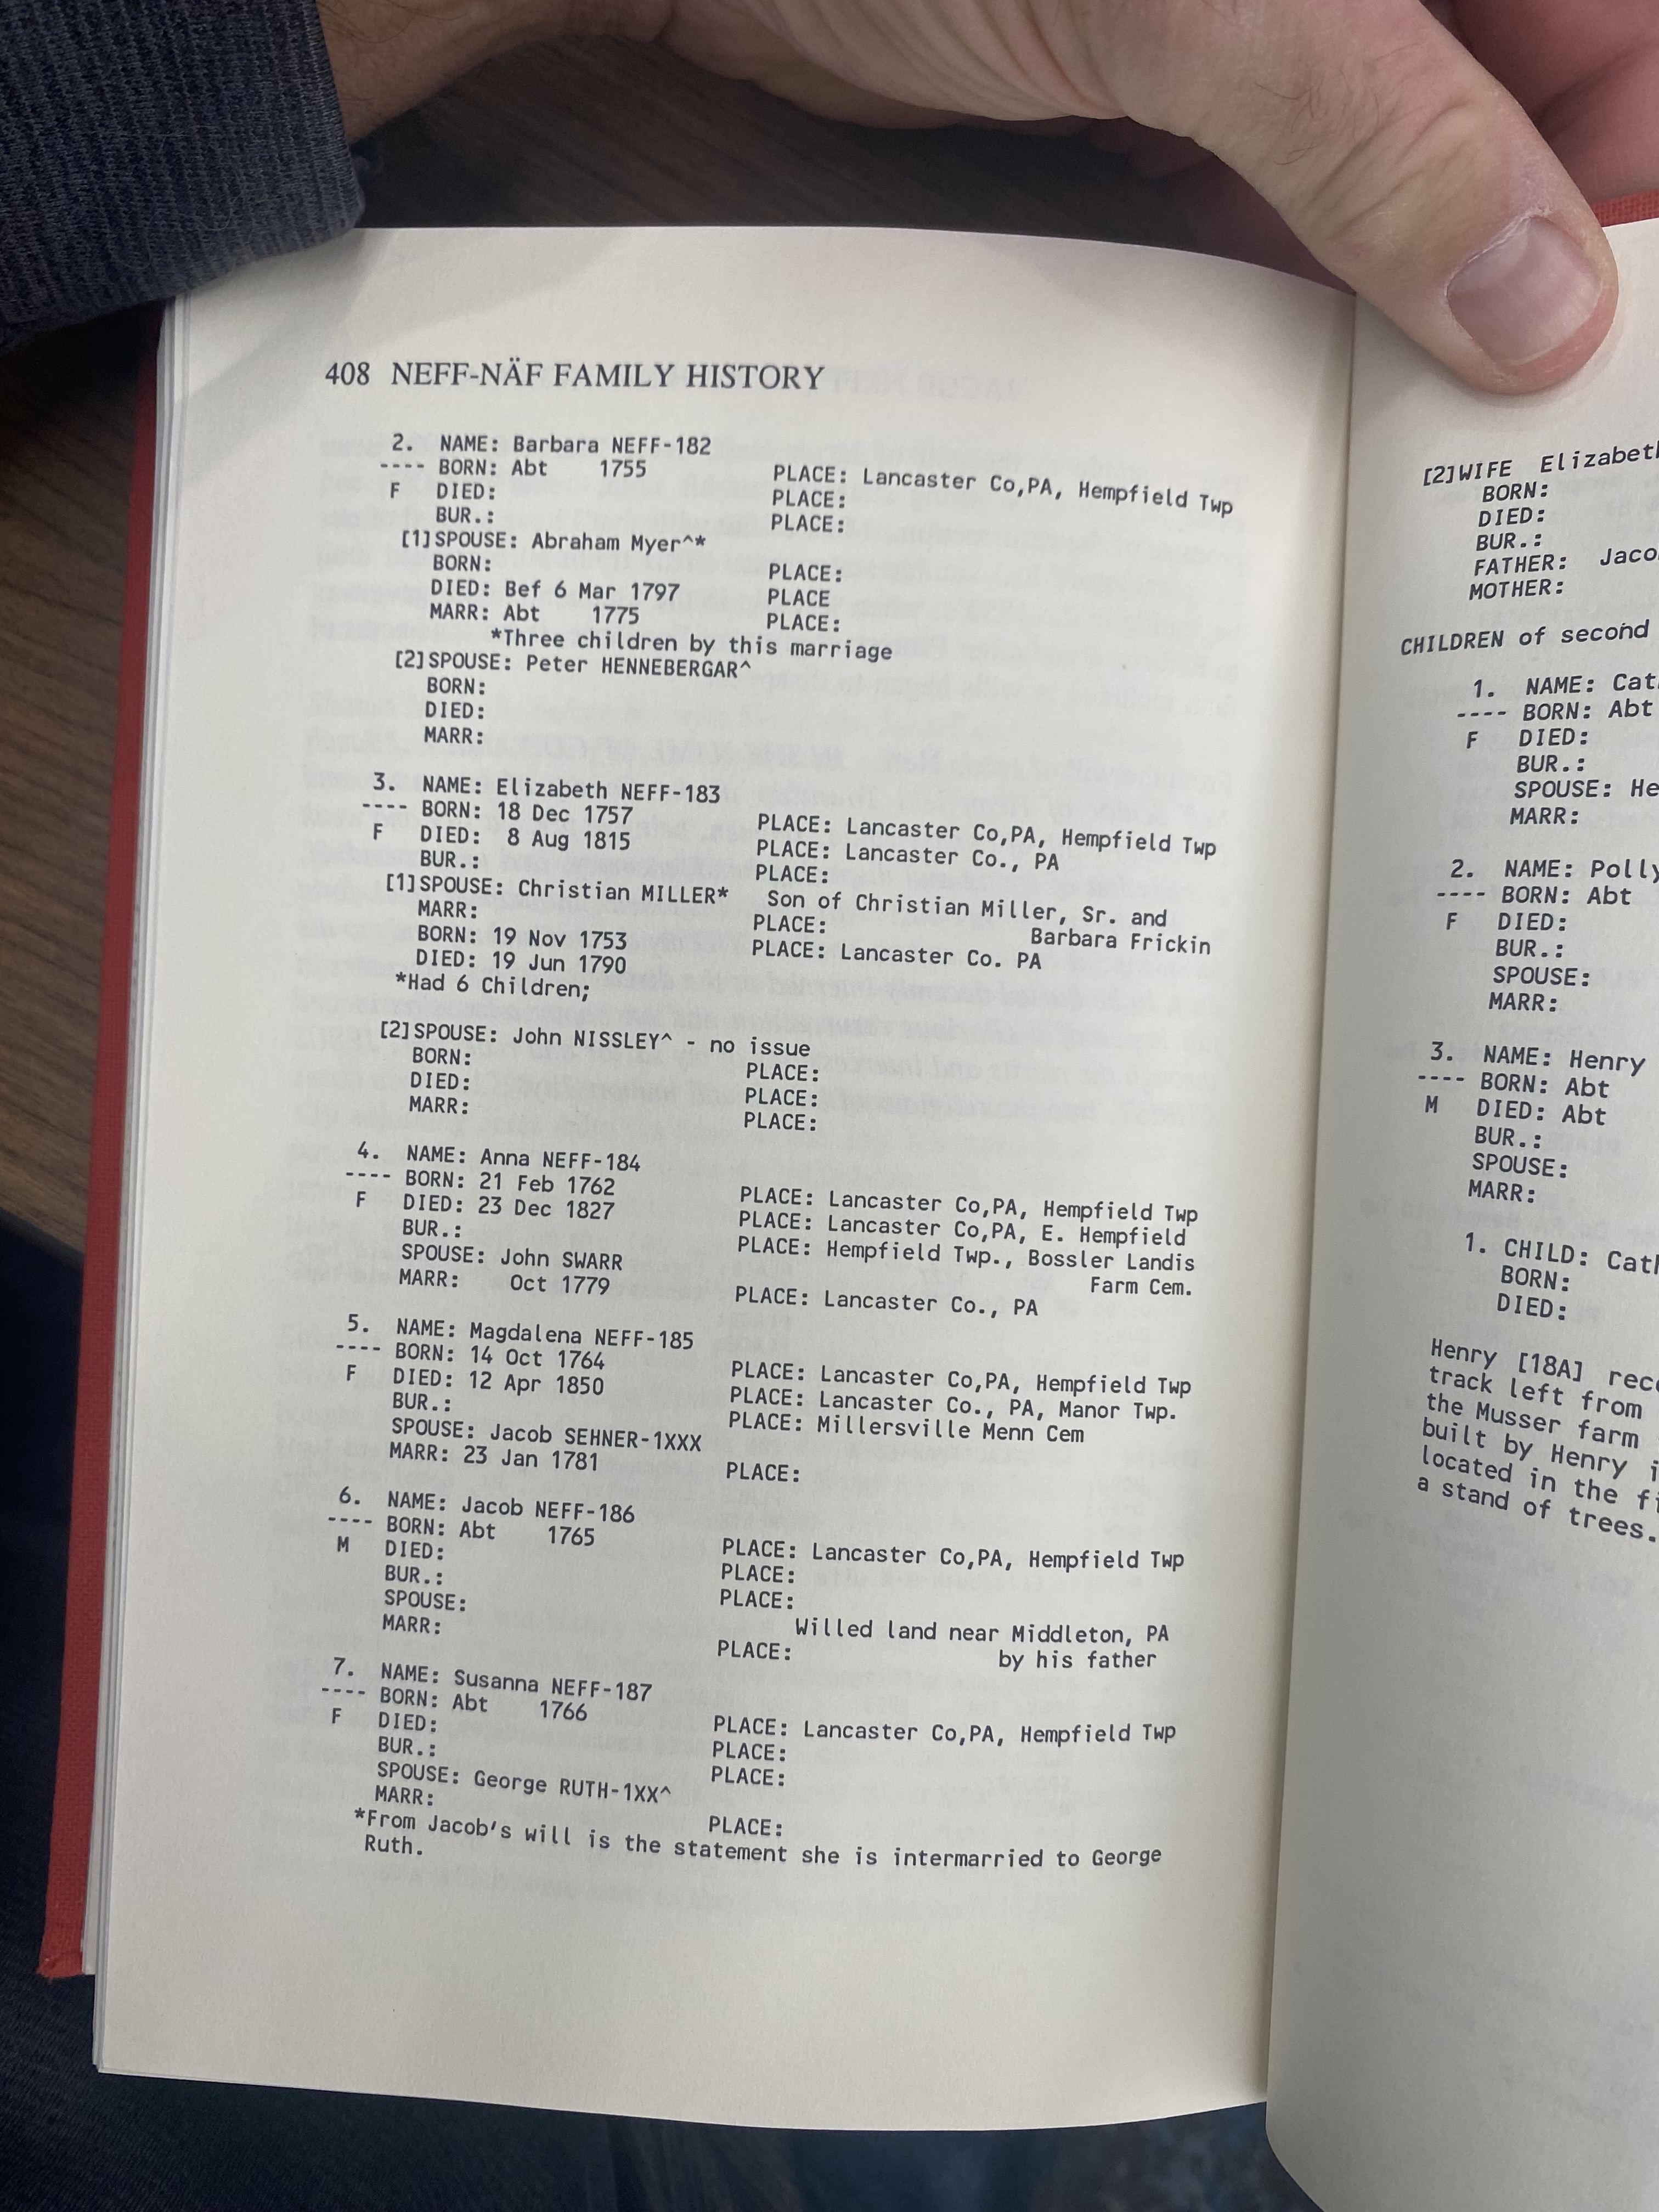 408 NEFF-NÄF FAMILY HISTORY
2. NAME: Barbara NEFF-182
---- BORN: Abt 1755 PLACE: Lancaster Co,PA, Hempfield Twp
F DIED: PLACE:
BUR.: PLACE:
[1]SPOUSE: Abraham Myer^*
BORN: PLACE:
DIED: Bef 6 Mar 1797 PLACE
MARR: Abt 1775 PLACE:
*Three children by this marriage
[2]SPOUSE: Peter HENNEBERGAR^
BORN:
DIED:
MARR:
3. NAME: Elizabeth NEFF-183
---- BORN: 18 Dec 1757 PLACE: Lancaster Co,PA, Hempfield Twp
F DIED: 8 Aug 1815 PLACE: Lancaster Co., PA
BUR.: PLACE:
[1]SPOUSE: Christian MILLER* Son of Christian Miller, Sr. and
MARR: PLACE: Barbara Frickin
BORN: 19 Nov 1753 PLACE: Lancaster Co. PA
DIED: 19 Jun 1790
*Had 6 Children;
[2]SPOUSE: John NISSLEY^ - no issue
BORN: PLACE:
DIED: PLACE:
MARR: PLACE:
4. NAME: Anna NEFF-184
---- BORN: 21 Feb 1762 PLACE: Lancaster Co,PA, Hempfield Twp
F DIED: 23 Dec 1827 PLACE: Lancaster Co,PA, E. Hempfield
BUR.: PLACE: Hempfield Twp., Bossler Landis
SPOUSE: John SWARR Farm Cem.
MARR: Oct 1779 PLACE: Lancaster Co., PA
5. NAME: Magdalena NEFF-185
---- BORN: 14 Oct 1764 PLACE: Lancaster Co,PA, Hempfield Twp
F DIED: 12 Apr 1850 PLACE: Lancaster Co., PA, Manor Twp.
BUR.: PLACE: Millersville Menn Cem
SPOUSE: Jacob SEHNER-1XXX
MARR: 23 Jan 1781 PLACE:
6. NAME: Jacob NEFF-186
---- BORN: Abt 1765 PLACE: Lancaster Co,PA, Hempfield Twp
M DIED: PLACE:
BUR.: PLACE:
SPOUSE: Willed land near Middleton, PA
MARR: PLACE: by his father
7. NAME: Susanna NEFF-187
---- BORN: Abt 1766 PLACE: Lancaster Co,PA, Hempfield Twp
F DIED: PLACE:
BUR.: PLACE:
SPOUSE: George RUTH-1XX^
MARR: PLACE:
*From Jacob's will is the statement she is intermarried to George
Ruth.
[2]WIFE Elizabeth
BORN:
DIED:
BUR.:
FATHER: Jaco
MOTHER:
CHILDREN of second
1. NAME: Cat
---- BORN: Abt
F DIED:
BUR.:
SPOUSE: He
MARR:
2. NAME: Polly
---- BORN: Abt
F DIED:
BUR.:
SPOUSE:
MARR:
3. NAME: Henry
---- BORN: Abt
M DIED: Abt
BUR.:
SPOUSE:
MARR:
1. CHILD: Cath
BORN:
DIED:
Henry [18A] rec
track left from
the Musser farm
built by Henry i
located in the fi
a stand of trees.